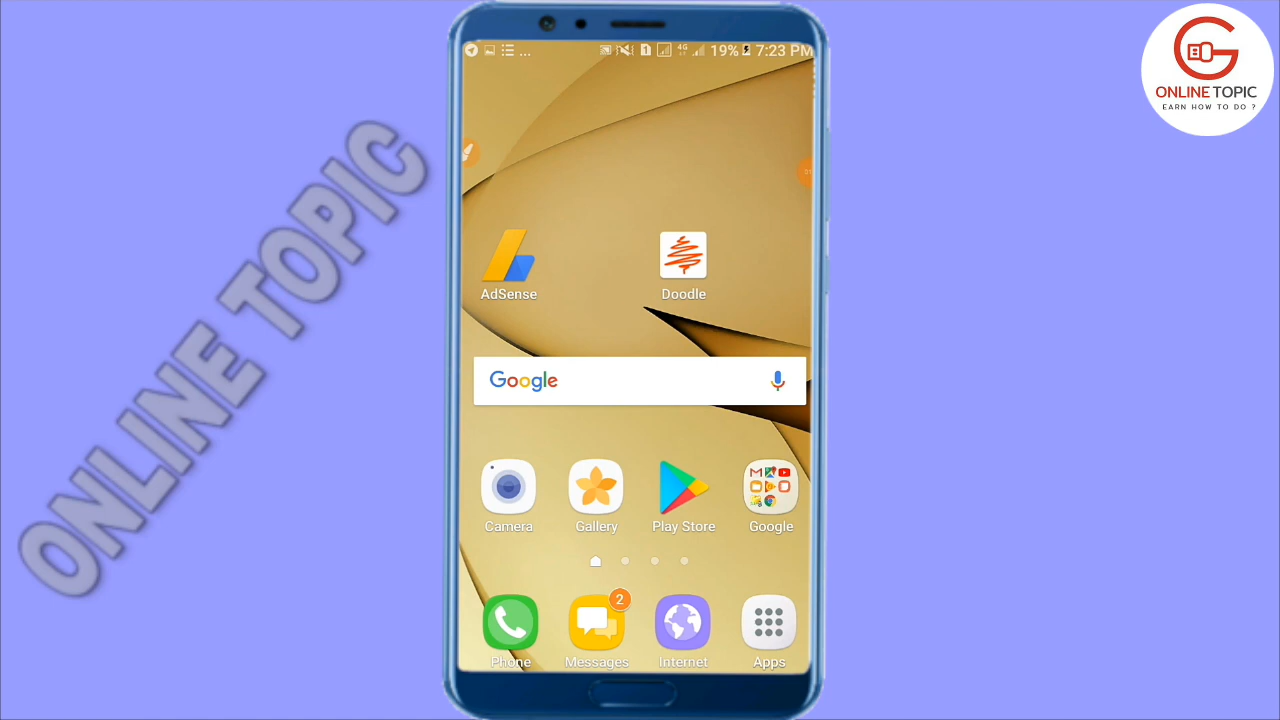 ... 4G 19% 7:23 PM
ONLINE TOPIC
EARN HOW TO DO ?
ONLINE TOPIC
AdSense
Doodle
Google
Camera
Gallery
Play Store
Google
Phone
2
Messages
Internet
Apps